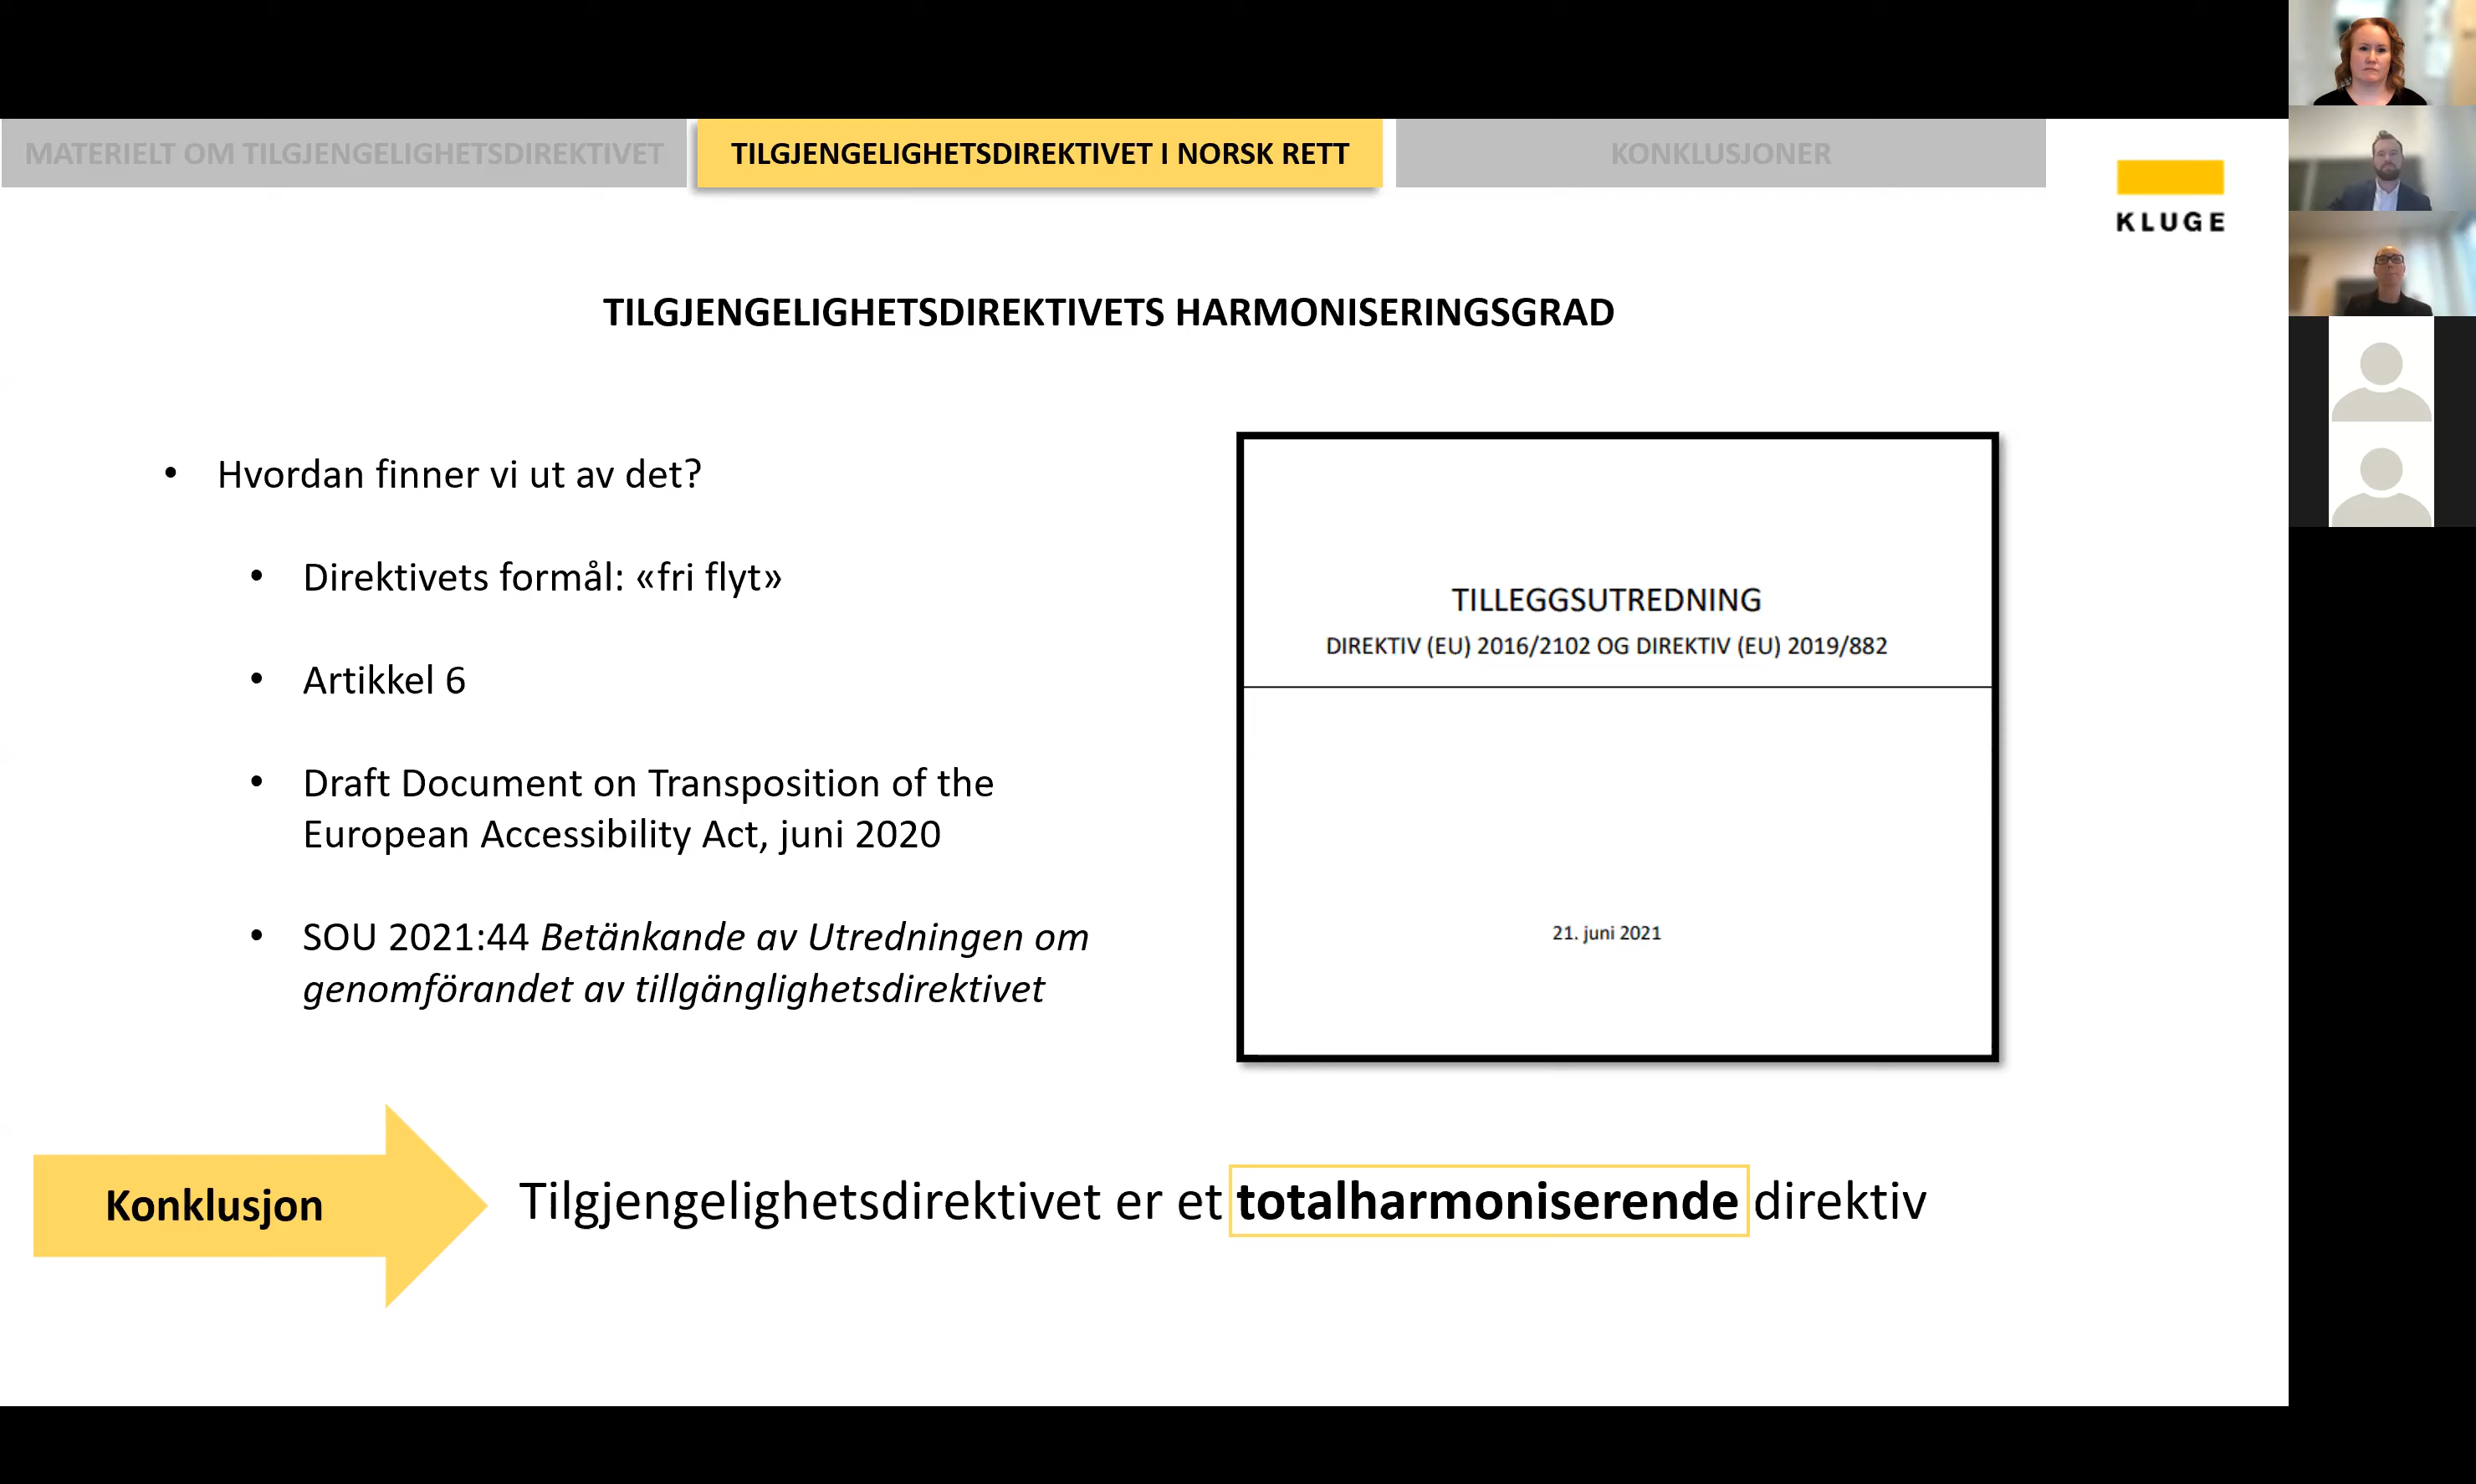 MATERIELT OM TILGJENGELIGHETSDIREKTIVET
TILGJENGELIGHETSDIREKTIVET I NORSK RETT
KONKLUSJONER
KLUGE
TILGJENGELIGHETSDIREKTIVETS HARMONISERINGSGRAD
• Hvordan finner vi ut av det?
• Direktivets formål: «fri flyt»
• Artikkel 6
• Draft Document on Transposition of the
European Accessibility Act, juni 2020
• SOU 2021:44 Betänkande av Utredningen om
genomförandet av tillgänglighetsdirektivet
TILLEGGSUTREDNING
DIREKTIV (EU) 2016/2102 OG DIREKTIV (EU) 2019/882
21. juni 2021
Konklusjon
Tilgjengelighetsdirektivet er et totalharmoniserende direktiv